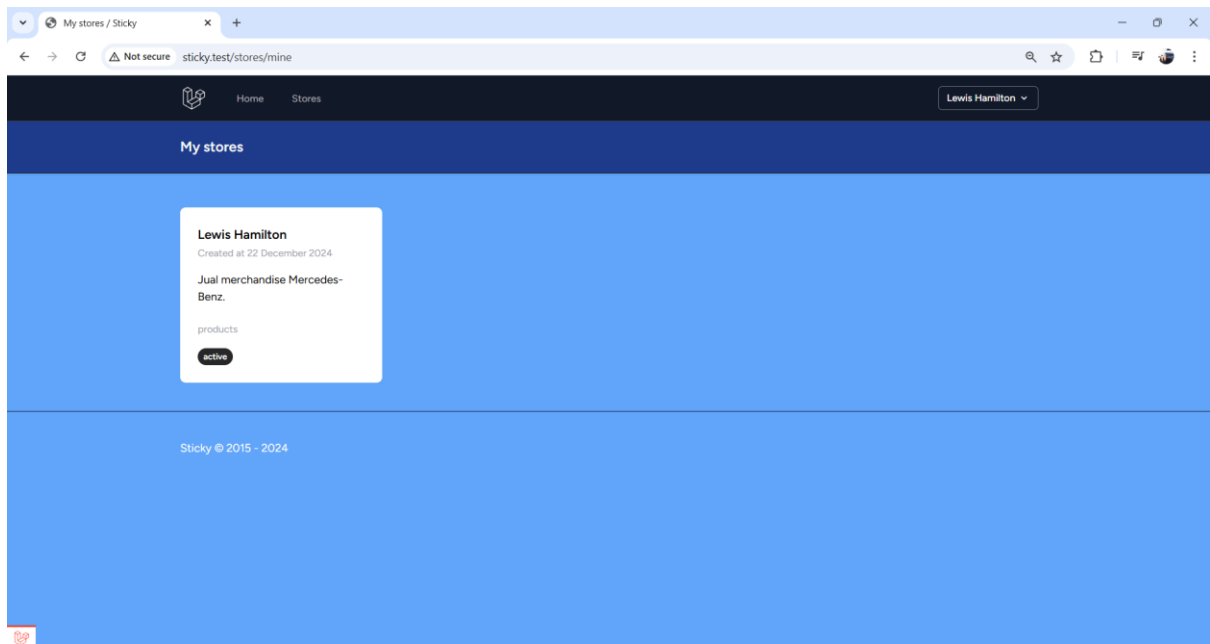 My stores / Sticky
Not secure sticky.test/stores/mine
Home Stores Lewis Hamilton
My stores
Lewis Hamilton
Created at 22 December 2024
Jual merchandise Mercedes-
Benz.
products
active
Sticky © 2015 - 2024